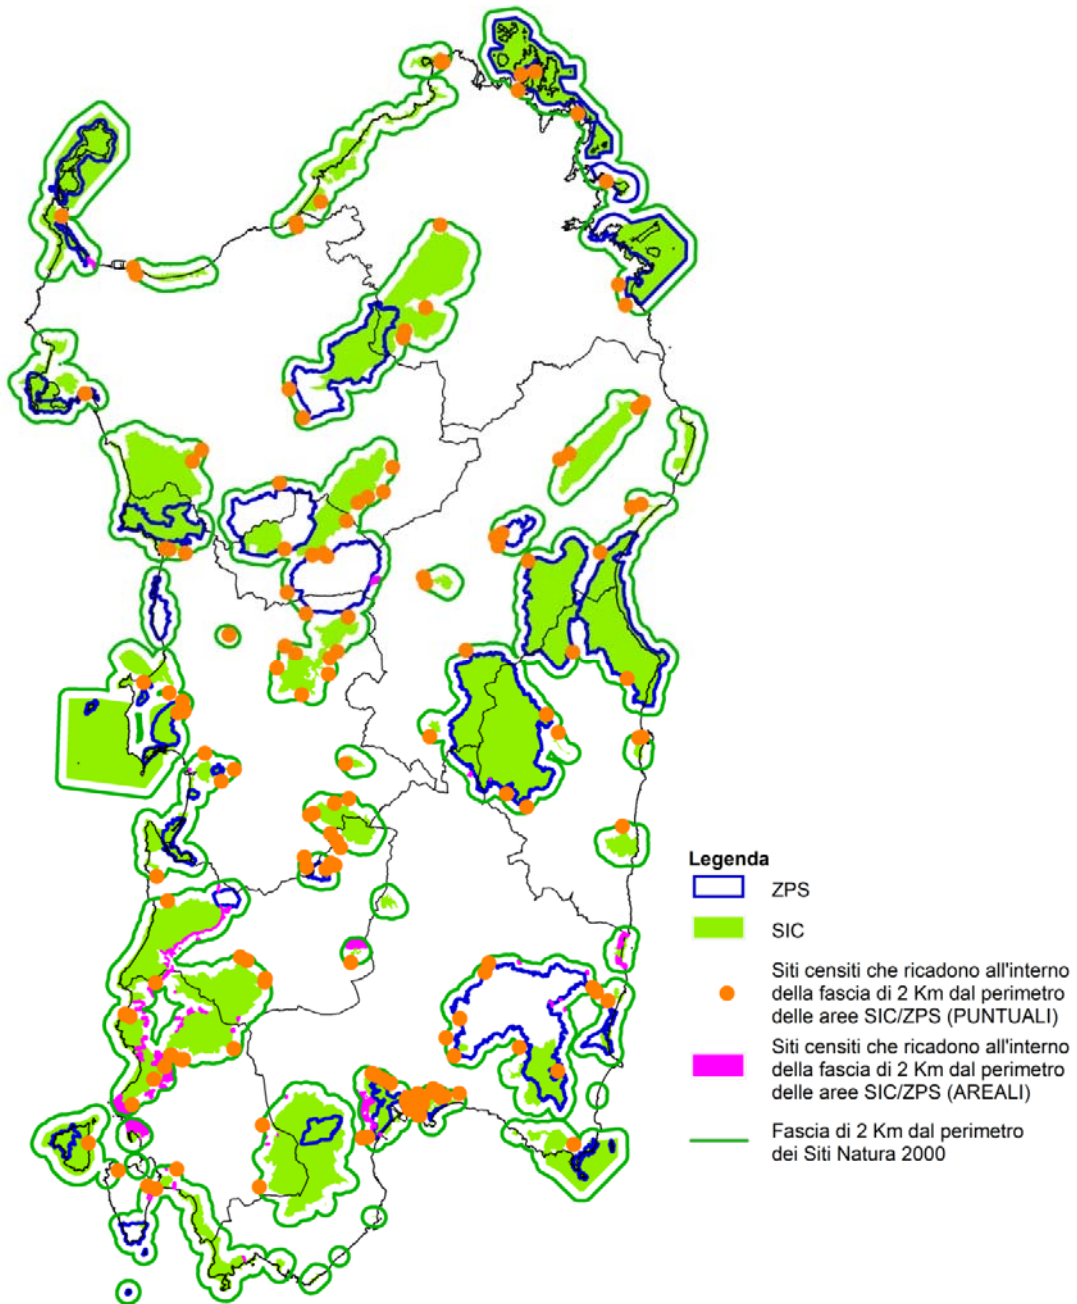 Legenda
ZPS
SIC
Siti censiti che ricadono all'interno
della fascia di 2 Km dal perimetro
delle aree SIC/ZPS (PUNTUALI)
Siti censiti che ricadono all'interno
della fascia di 2 Km dal perimetro
delle aree SIC/ZPS (AREALI)
Fascia di 2 Km dal perimetro
dei Siti Natura 2000